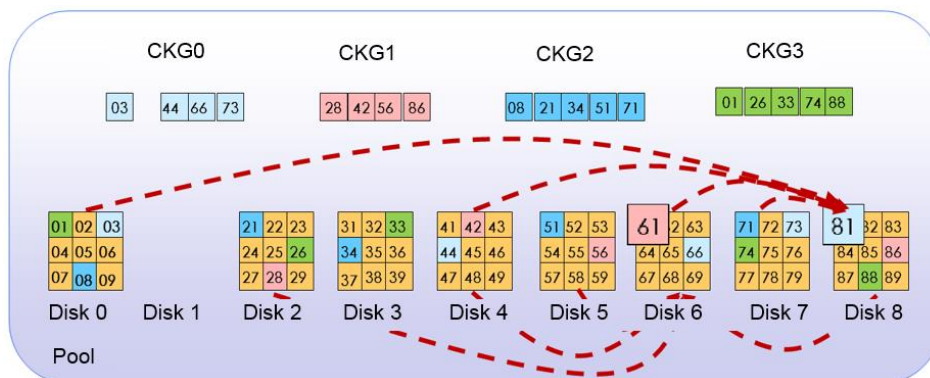 CKG0 CKG1 CKG2 CKG3
03 44 66 73 28 42 56 86 08 21 34 51 71 01 26 33 74 88
01 02 03 21 22 23 31 32 33 41 42 43 51 52 53 61 62 63 71 72 73 81 82 83
04 05 06 24 25 26 34 35 36 44 45 46 54 55 56 64 65 66 74 75 76 84 85 86
07 08 09 27 28 29 37 38 39 47 48 49 57 58 59 67 68 69 77 78 79 87 88 89
Disk 0 Disk 1 Disk 2 Disk 3 Disk 4 Disk 5 Disk 6 Disk 7 Disk 8
Pool